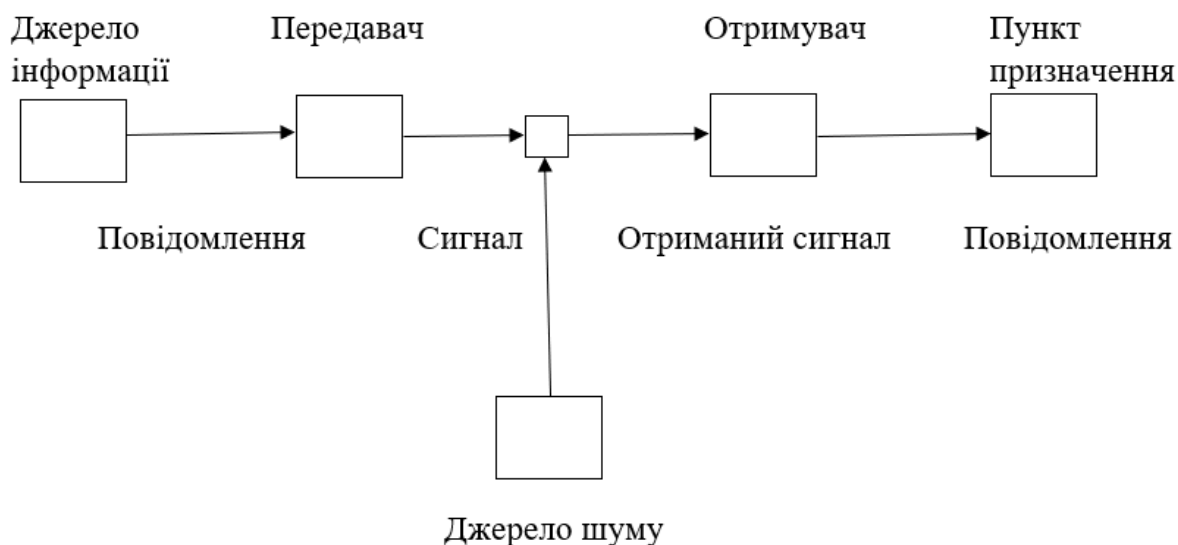 Джерело
інформації
Передавач
Отримувач
Пункт
призначення
Повідомлення
Сигнал
Отриманий сигнал
Повідомлення
Джерело шуму